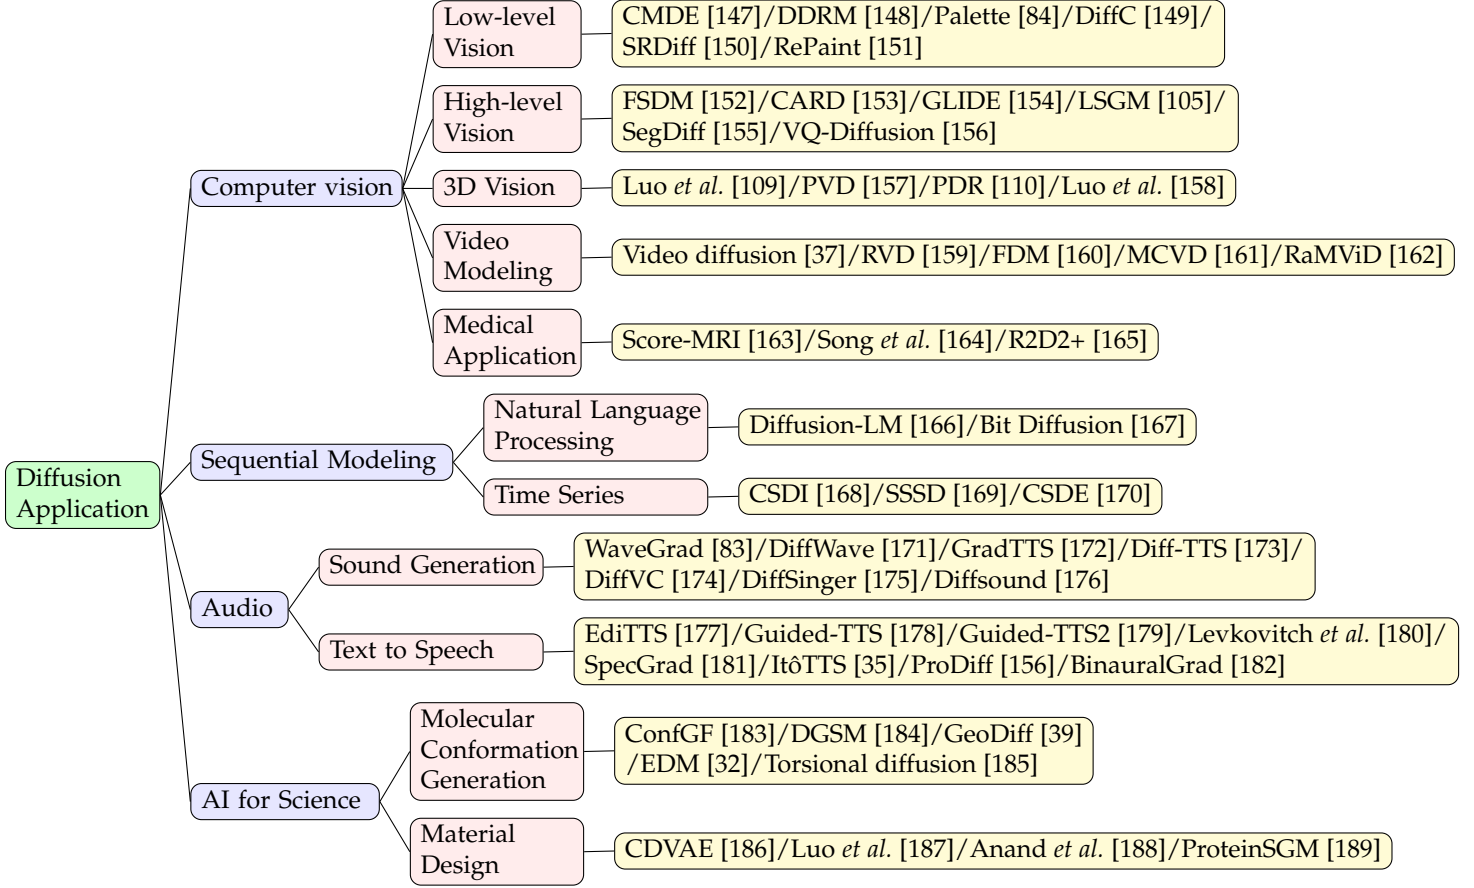 Diffusion
Application
Computer vision
Low-level
Vision
CMDE [147]/DDRM [148]/Palette [84]/DiffC [149]/
SRDiff [150]/RePaint [151]
High-level
Vision
FSDM [152]/CARD [153]/GLIDE [154]/LSGM [105]/
SegDiff [155]/VQ-Diffusion [156]
3D Vision
Luo et al. [109]/PVD [157]/PDR [110]/Luo et al. [158]
Video
Modeling
Video diffusion [37]/RVD [159]/FDM [160]/MCVD [161]/RaMViD [162]
Medical
Application
Score-MRI [163]/Song et al. [164]/R2D2+ [165]
Sequential Modeling
Natural Language
Processing
Diffusion-LM [166]/Bit Diffusion [167]
Time Series
CSDI [168]/SSSD [169]/CSDE [170]
Audio
Sound Generation
WaveGrad [83]/DiffWave [171]/GradTTS [172]/Diff-TTS [173]/
DiffVC [174]/DiffSinger [175]/Diffsound [176]
Text to Speech
EdiTTS [177]/Guided-TTS [178]/Guided-TTS2 [179]/Levkovitch et al. [180]/
SpecGrad [181]/ItôTTS [35]/ProDiff [156]/BinauralGrad [182]
AI for Science
Molecular
Conformation
Generation
ConfGF [183]/DGSM [184]/GeoDiff [39]
/EDM [32]/Torsional diffusion [185]
Material
Design
CDVAE [186]/Luo et al. [187]/Anand et al. [188]/ProteinSGM [189]